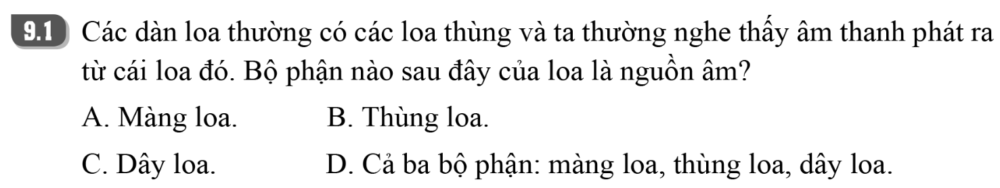 9.1 Các dàn loa thường có các loa thùng và ta thường nghe thấy âm thanh phát ra
từ cái loa đó. Bộ phận nào sau đây của loa là nguồn âm?
A. Màng loa. B. Thùng loa.
C. Dây loa. D. Cả ba bộ phận: màng loa, thùng loa, dây loa.